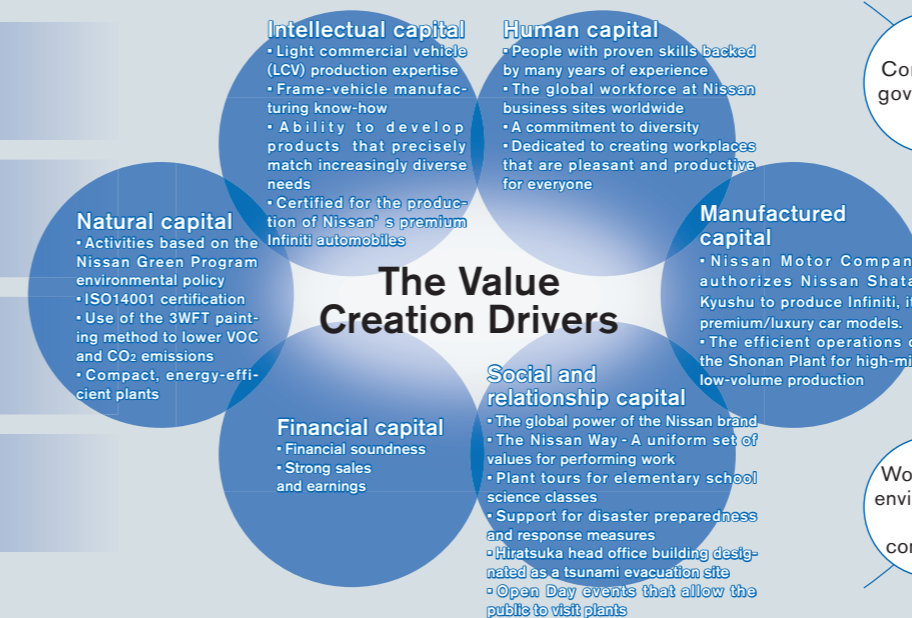 Intellectual capital
▪ Light commercial vehicle
(LCV) production expertise
▪ Frame-vehicle manufac-
turing know-how
▪ Ability to develop
products that precisely
match increasingly diverse
needs
▪ Certified for the produc-
tion of Nissan' s premium
Infiniti automobiles
Human capital
▪ People with proven skills backed
by many years of experience
▪ The global workforce at Nissan
business sites worldwide
▪ A commitment to diversity
▪ Dedicated to creating workplaces
that are pleasant and productive
for everyone
Natural capital
▪ Activities based on the
Nissan Green Program
environmental policy
▪ ISO14001 certification
▪ Use of the 3WFT paint-
ing method to lower VOC
and CO2 emissions
▪ Compact, energy-effi-
cient plants
The Value
Creation Drivers
Manufactured
capital
▪ Nissan Motor
authorizes Nissan
Kyushu to produce Infiniti,
premium/luxury car models.
▪ The efficient operations
the Shonan Plant for
low-volume production
Financial capital
▪ Financial soundness
▪ Strong sales
and earnings
Social and
relationship capital
▪ The global power of the Nissan brand
▪ The Nissan Way - A uniform set of
values for performing work
▪ Plant tours for elementary school
science classes
▪ Support for disaster preparedness
and response measures
▪ Hiratsuka head office building desig-
nated as a tsunami evacuation site
▪ Open Day events that allow the
public to visit plants